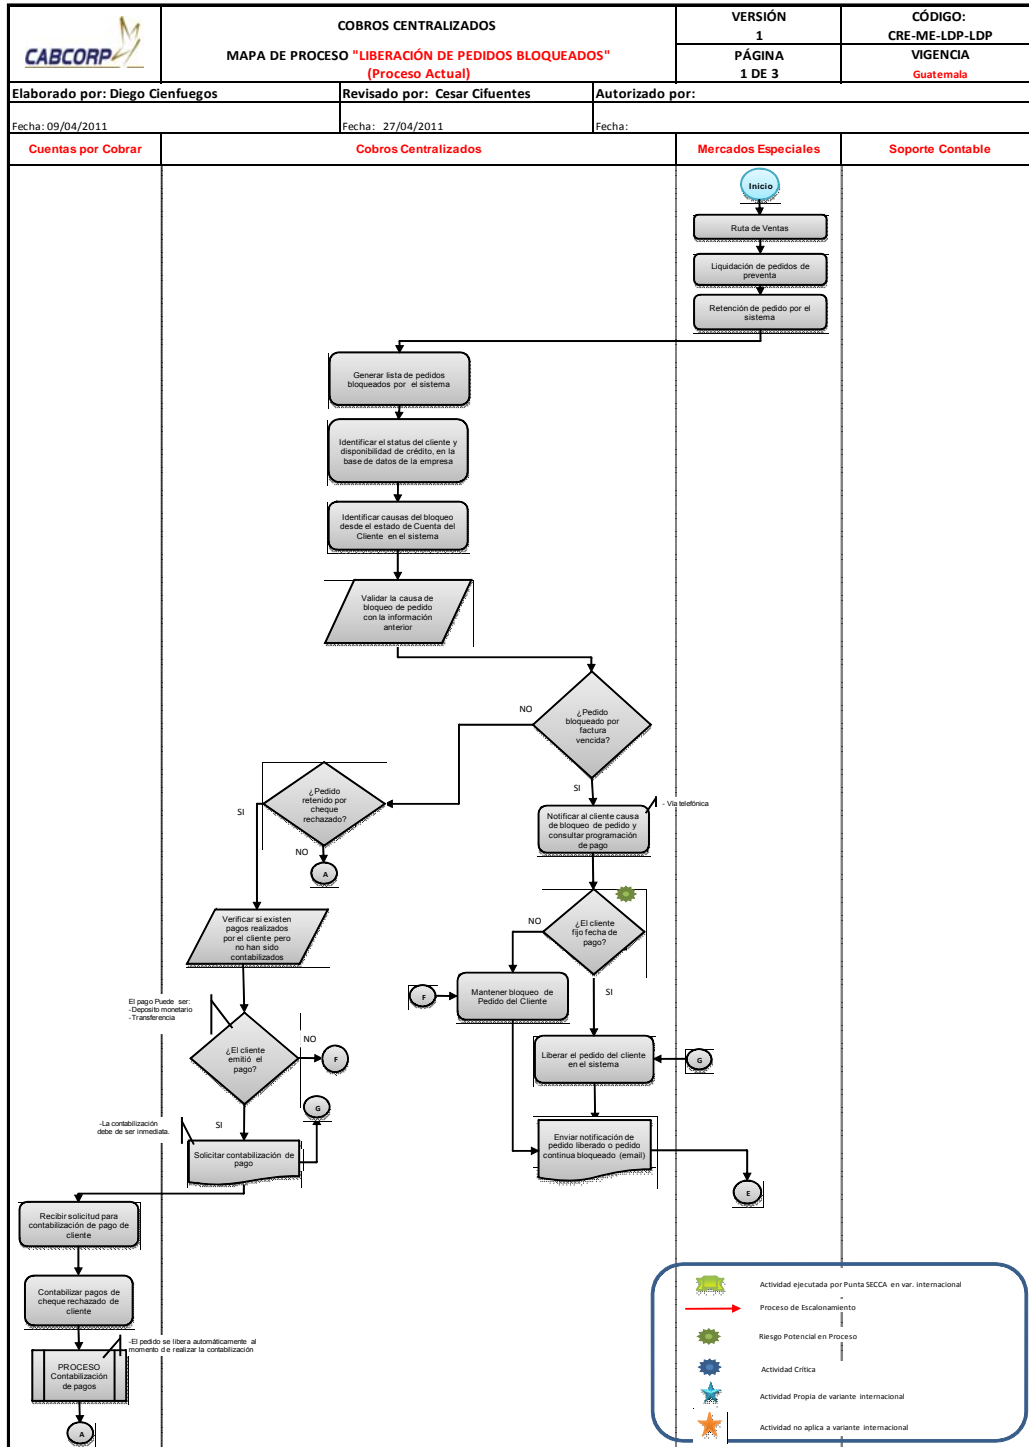 CABCORP
COBROS CENTRALIZADOS
MAPA DE PROCESO "LIBERACIÓN DE PEDIDOS BLOQUEADOS"
(Proceso Actual)
VERSIÓN
1
CÓDIGO:
CRE-ME-LDP-LDP
PÁGINA
1 DE 3
VIGENCIA
Guatemala
Elaborado por: Diego Cienfuegos
Revisado por: Cesar Cifuentes
Autorizado por:
Fecha: 09/04/2011
Fecha: 27/04/2011
Fecha:
Cuentas por Cobrar
Cobros Centralizados
Mercados Especiales
Soporte Contable
Inicio
Ruta de Ventas
Liquidación de pedidos de
preventa
Retención de pedido por el
sistema
Generar lista de pedidos
bloqueados por el sistema
Identificar el status del cliente y
disponibilidad de crédito, en la
base de datos de la empresa
Identificar causas del bloqueo
desde el estado de Cuenta del
Cliente en el sistema
Validar la causa de
bloqueo de pedido
con la información
anterior
¿Pedido
bloqueado por
factura
vencida?
NO
SI
¿Pedido
retenido por
cheque
rechazado?
SI
NO
A
- Vía telefónica
Notificar al cliente causa
de bloqueo de pedido y
consultar programación
de pago
¿El cliente
fijo fecha de
pago?
NO
SI
Verificar si existen
pagos realizados
por el cliente pero
no han sido
contabilizados
F
Mantener bloqueo de
Pedido del Cliente
El pago Puede ser:
-Deposito monetario
-Transferencia
¿El cliente
emitió el
pago?
NO
F
SI
G
Liberar el pedido del cliente
en el sistema
G
-La contabilización
debe de ser inmediata.
Solicitar contabilización de
pago
Enviar notificación de
pedido liberado o pedido
continua bloqueado (email)
E
Recibir solicitud para
contabilización de pago de
cliente
Contabilizar pagos de
cheque rechazado de
cliente
-El pedido se libera automáticamente al
momento de realizar la contabilización
PROCESO
Contabilización
de pagos
A
Actividad ejecutada por Punta SECCA en var. internacional
Proceso de Escalonamiento
Riesgo Potencial en Proceso
Actividad Crítica
Actividad Propia de variante internacional
Actividad no aplica a variante internacional